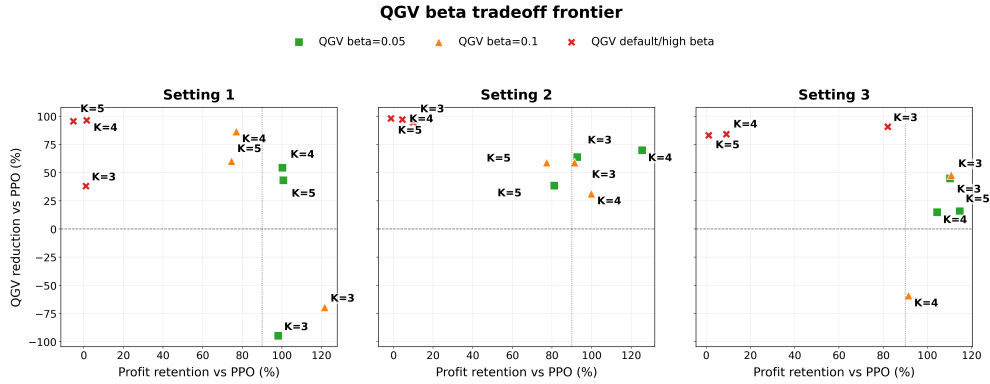 QGV beta tradeoff frontier
QGV beta=0.05 QGV beta=0.1 QGV default/high beta
Setting 1
QGV reduction vs PPO (%)
100
75
50
25
0
−25
−50
−75
−100
K=5
K=4
K=3
K=4
K=5
K=4
K=5
K=3
K=3
0 20 40 60 80 100 120
Profit retention vs PPO (%)
Setting 2
K=3
K=4
K=5
K=3
K=5
K=4
K=3
K=5
K=4
0 20 40 60 80 100 120
Profit retention vs PPO (%)
Setting 3
K=3
K=4
K=5
K=3
K=3
K=5
K=4
K=4
0 20 40 60 80 100 120
Profit retention vs PPO (%)